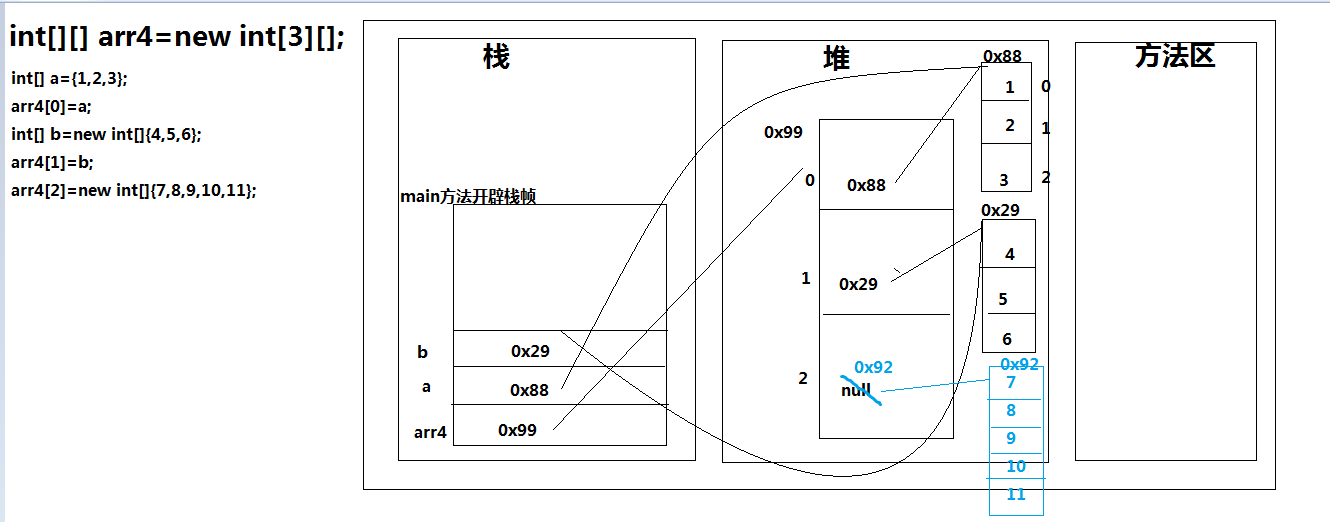 int[][] arr4=new int[3][];
int[] a={1,2,3};
arr4[0]=a;
int[] b=new int[]{4,5,6};
arr4[1]=b;
arr4[2]=new int[]{7,8,9,10,11};
栈
main方法开辟栈帧
b 0x29
a 0x88
arr4 0x99
堆
0x99
0 0x88
1 0x29
2 0x92
null
0x88
1 0
2 1
3 2
0x29
4
5
6
0x92
7
8
9
10
11
方法区